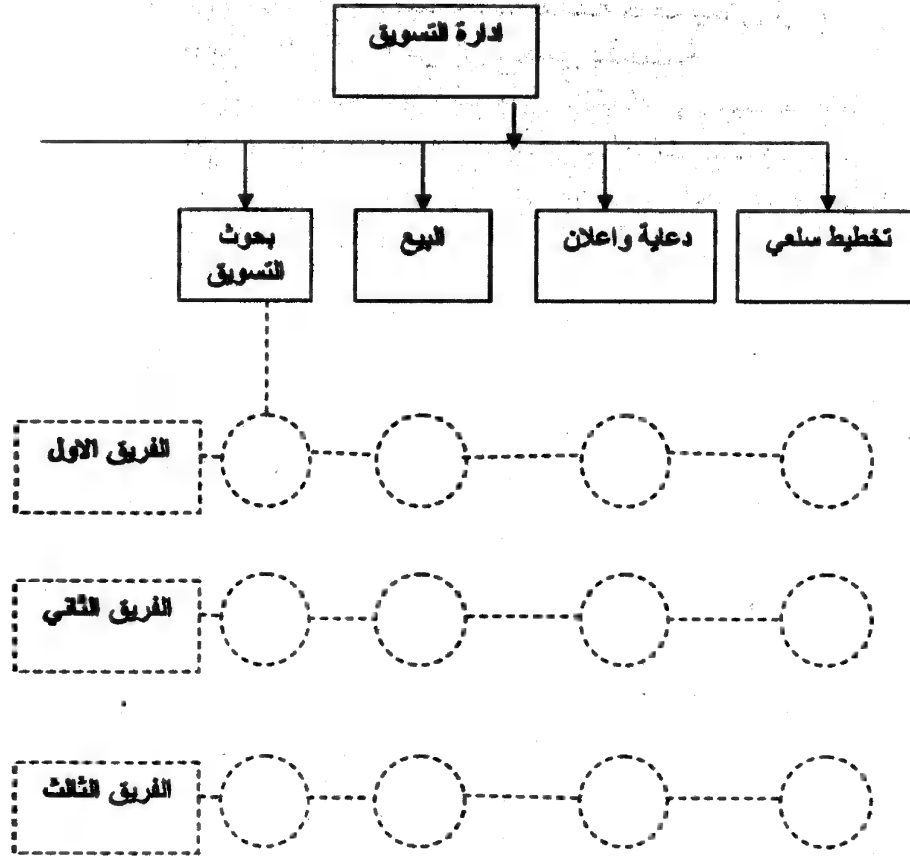 ادارة التسويق
تخطيط سلعي
دعاية واعلان
البيع
بحوث
التسويق
الفريق الاول
الفريق الثاني
الفريق الثالث